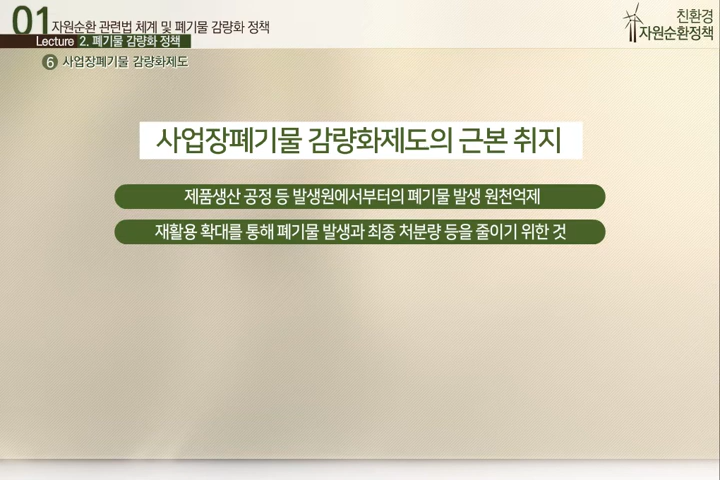 01 자원순환 관련법 체계 및 폐기물 감량화 정책
Lecture 2. 폐기물 감량화 정책
6 사업장폐기물 감량화제도
친환경
자원순환정책
사업장폐기물 감량화제도의 근본 취지
제품생산 공정 등 발생원에서부터의 폐기물 발생 원천억제
재활용 확대를 통해 폐기물 발생과 최종 처분량 등을 줄이기 위한 것